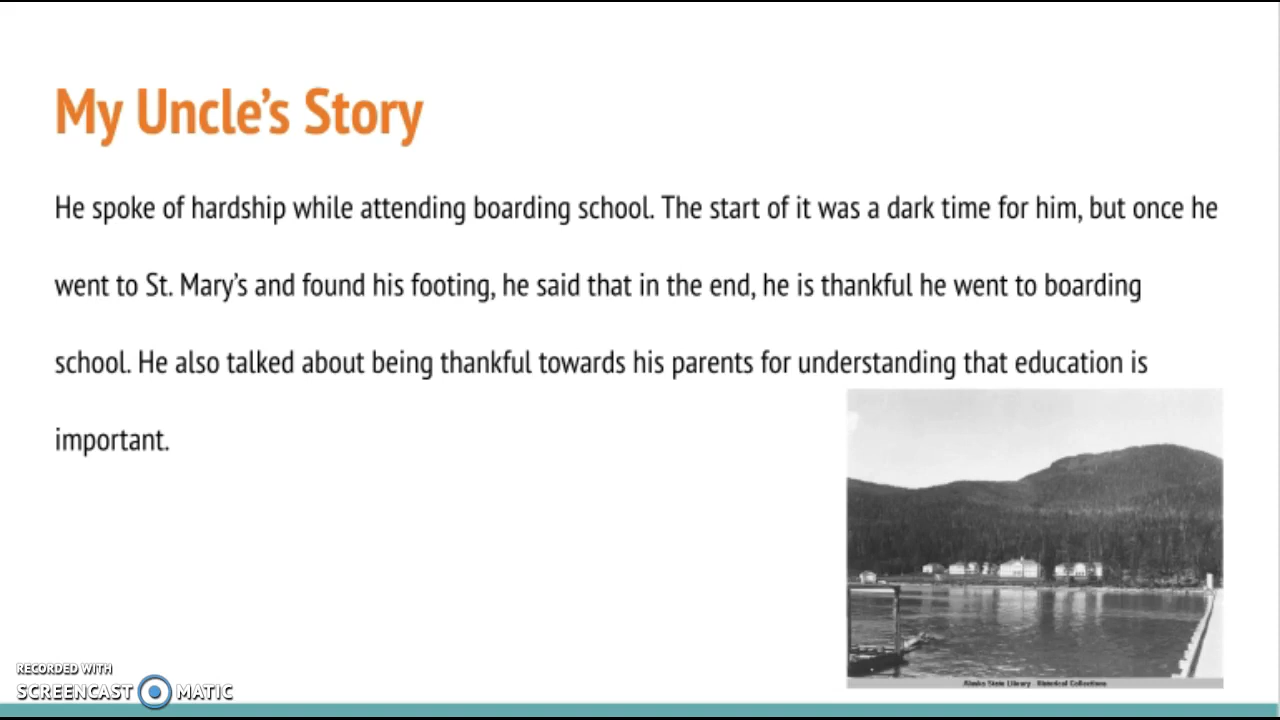 My Uncle's Story
He spoke of hardship while attending boarding school. The start of it was a dark time for him, but once he
went to St. Mary's and found his footing, he said that in the end, he is thankful he went to boarding
school. He also talked about being thankful towards his parents for understanding that education is
important.
Alaska State Library Historical Collections
RECORDED WITH
SCREENCAST MATIC